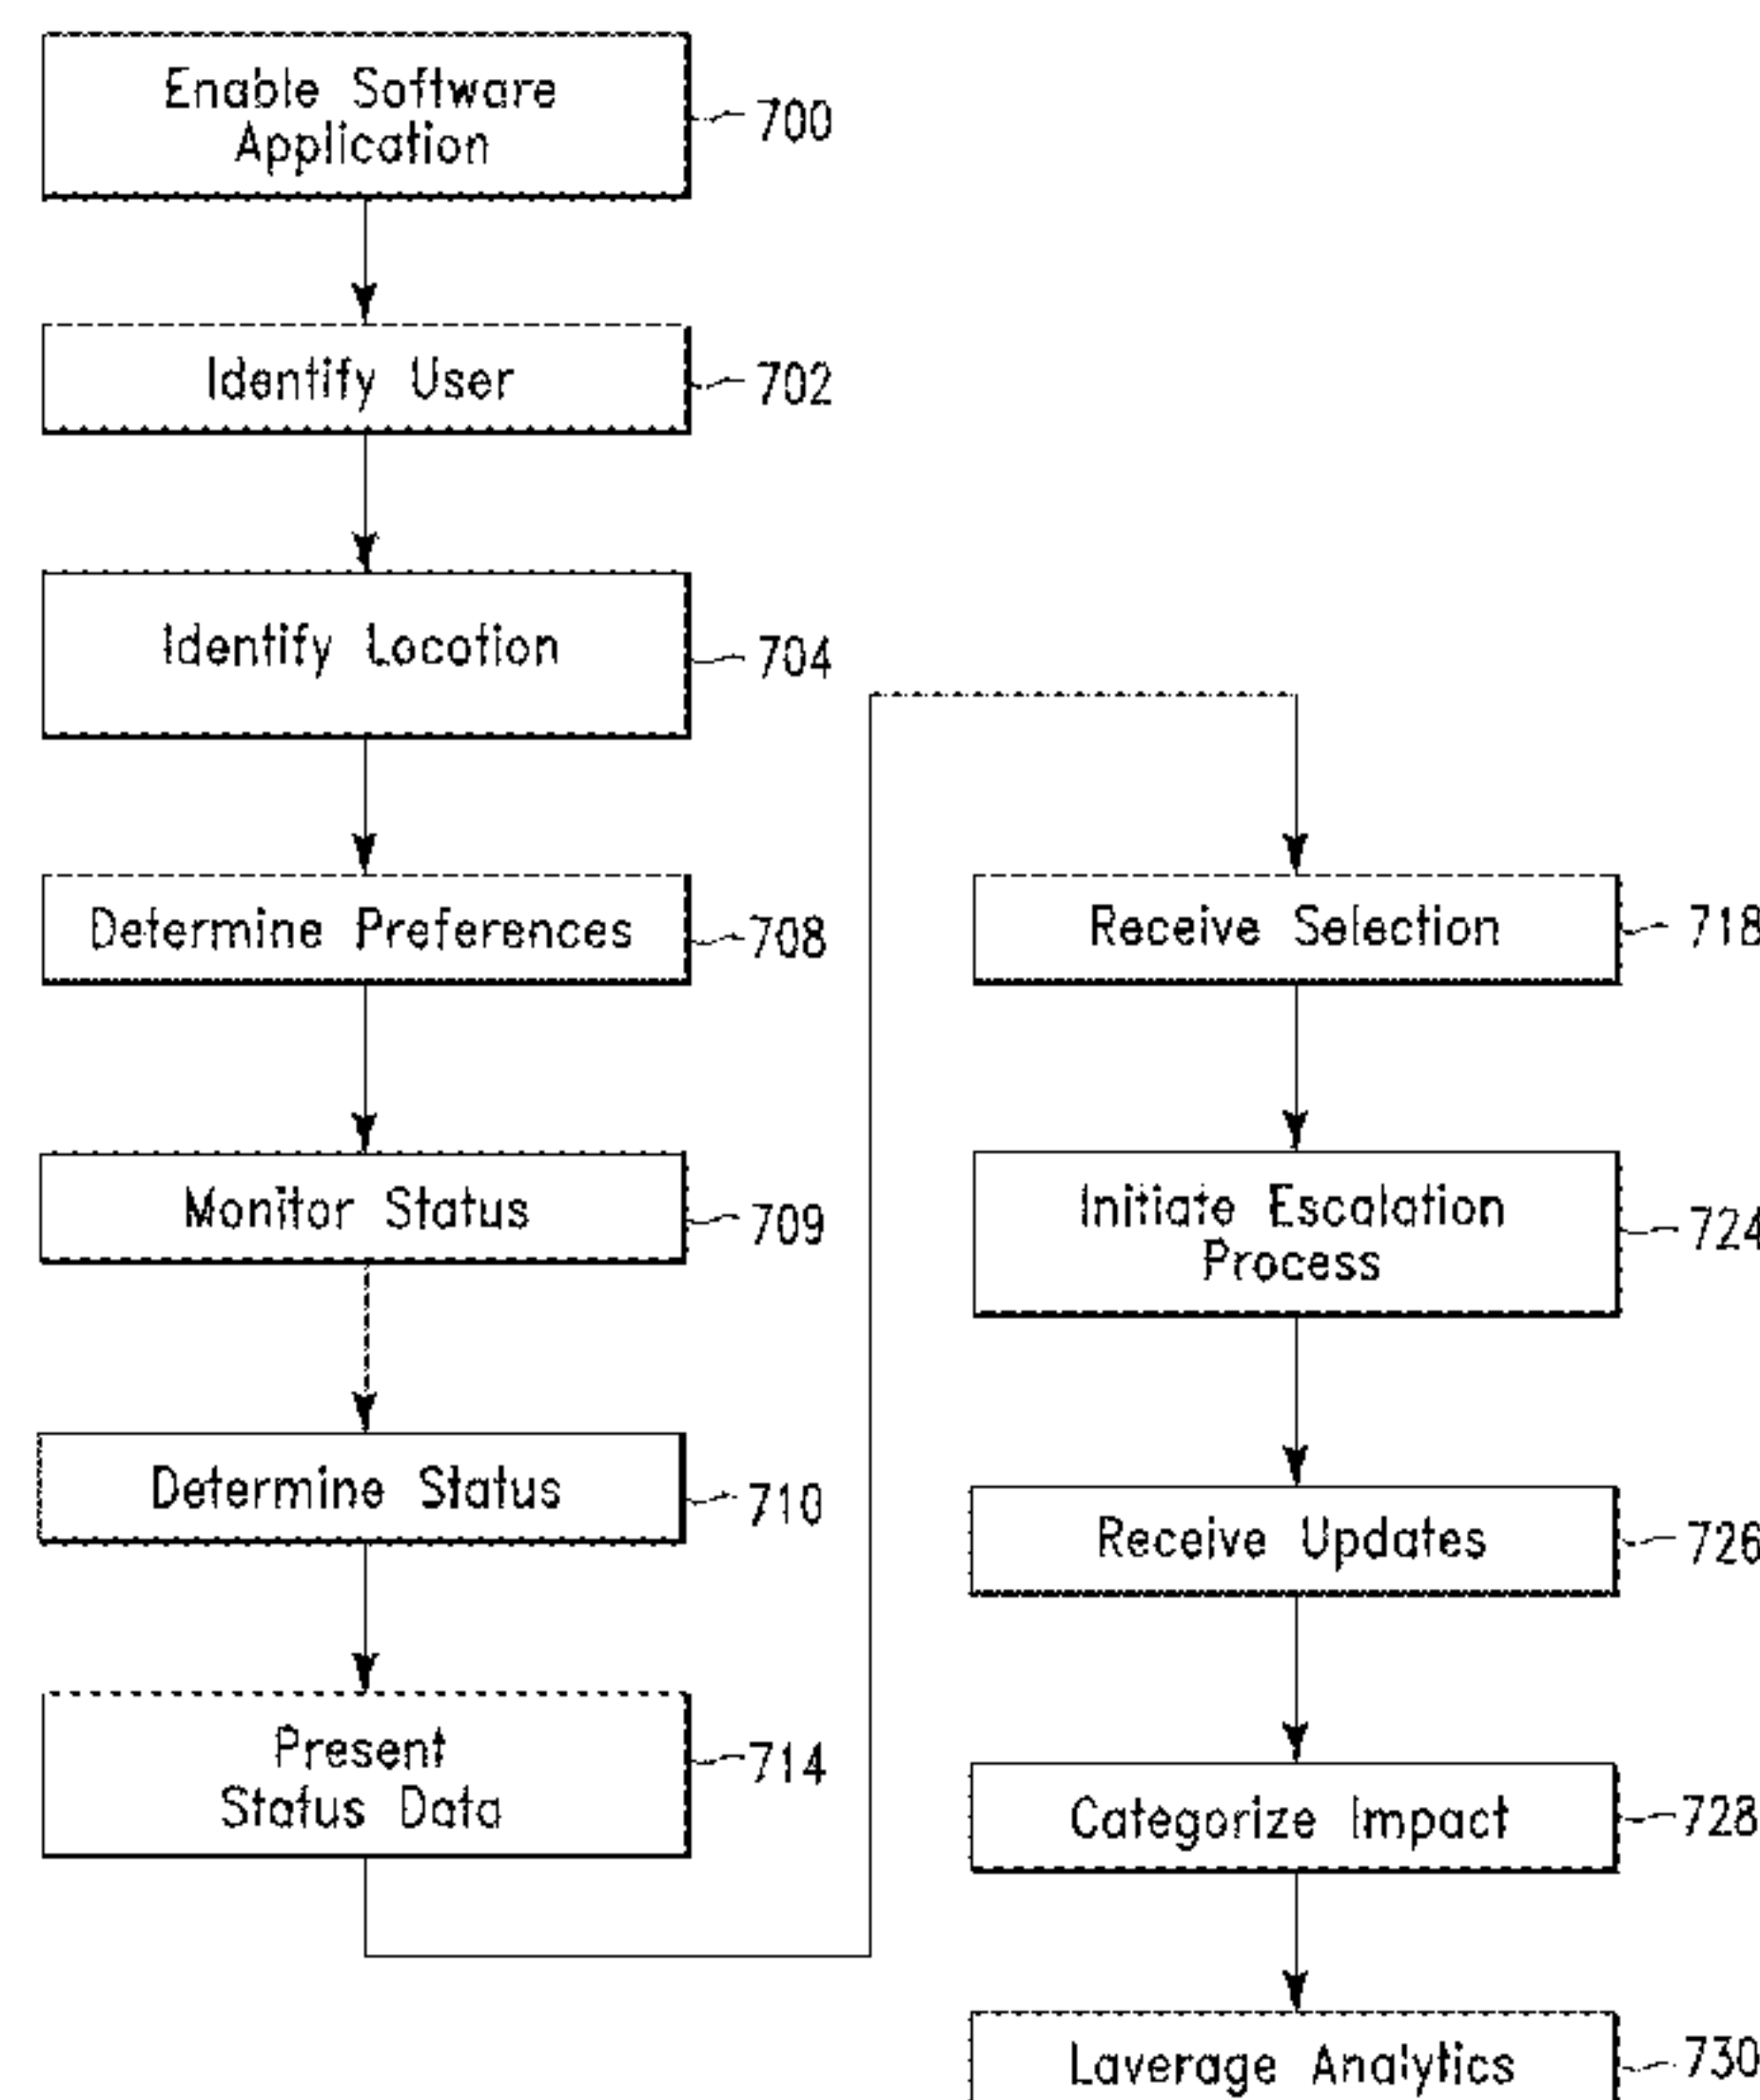 Enable Software
Application
700
Identify User
702
Identify Location
704
Determine Preferences
708
Monitor Status
709
Determine Status
710
Present
Status Data
714
Receive Selection
718
Initiate Escalation
Process
724
Receive Updates
726
Categorize Impact
728
Laverage Analytics
730